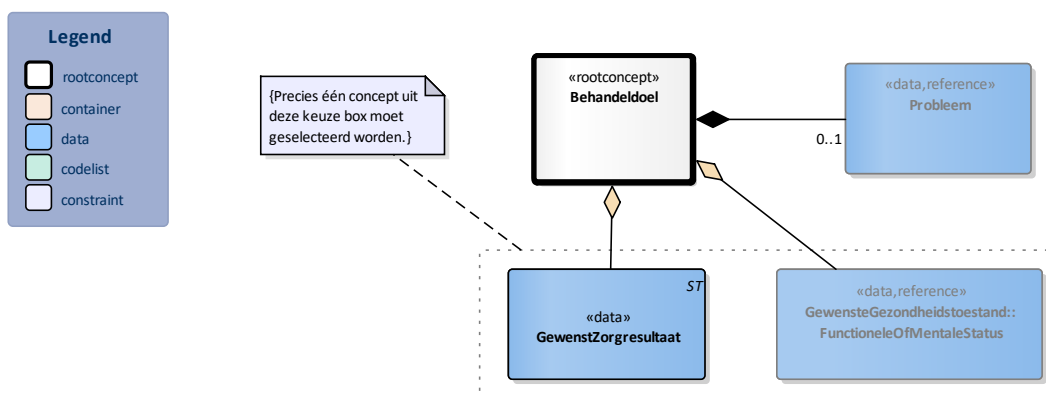 Legend
rootconcept
container
data
codelist
constraint
{Precies één concept uit
deze keuze box moet
geselecteerd worden.}
«rootconcept»
Behandeldoel
«data,reference»
Probleem
0..1
ST
«data»
GewenstZorgresultaat
«data,reference»
GewensteGezondheidstoestand::
FunctioneleOfMentaleStatus